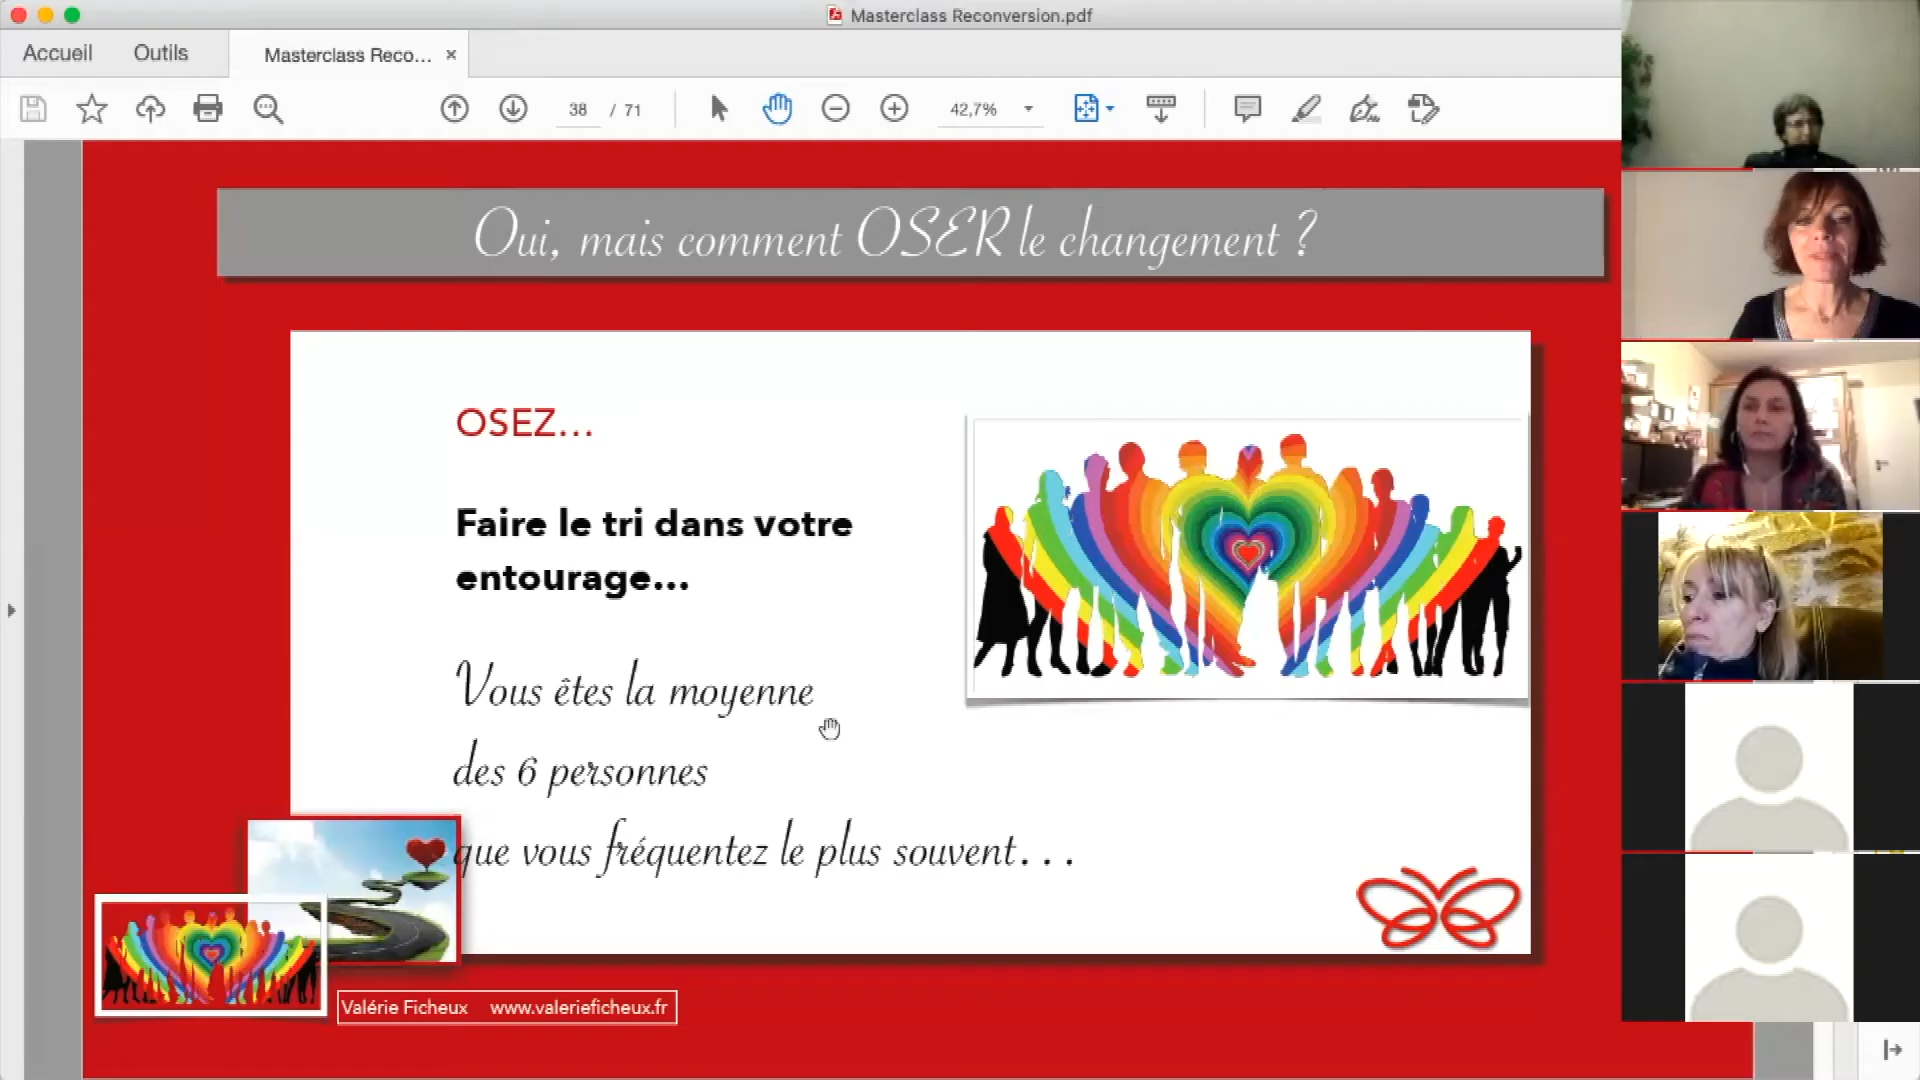 Masterclass Reconversion.pdf
Accueil Outils Masterclass Reco... ×
38 / 71 42,7%
Oui, mais comment OSER le changement ?
OSEZ...
Faire le tri dans votre
entourage...
Vous êtes la moyenne
des 6 personnes
que vous fréquentez le plus souvent...
Valérie Ficheux www.valerieficheux.fr